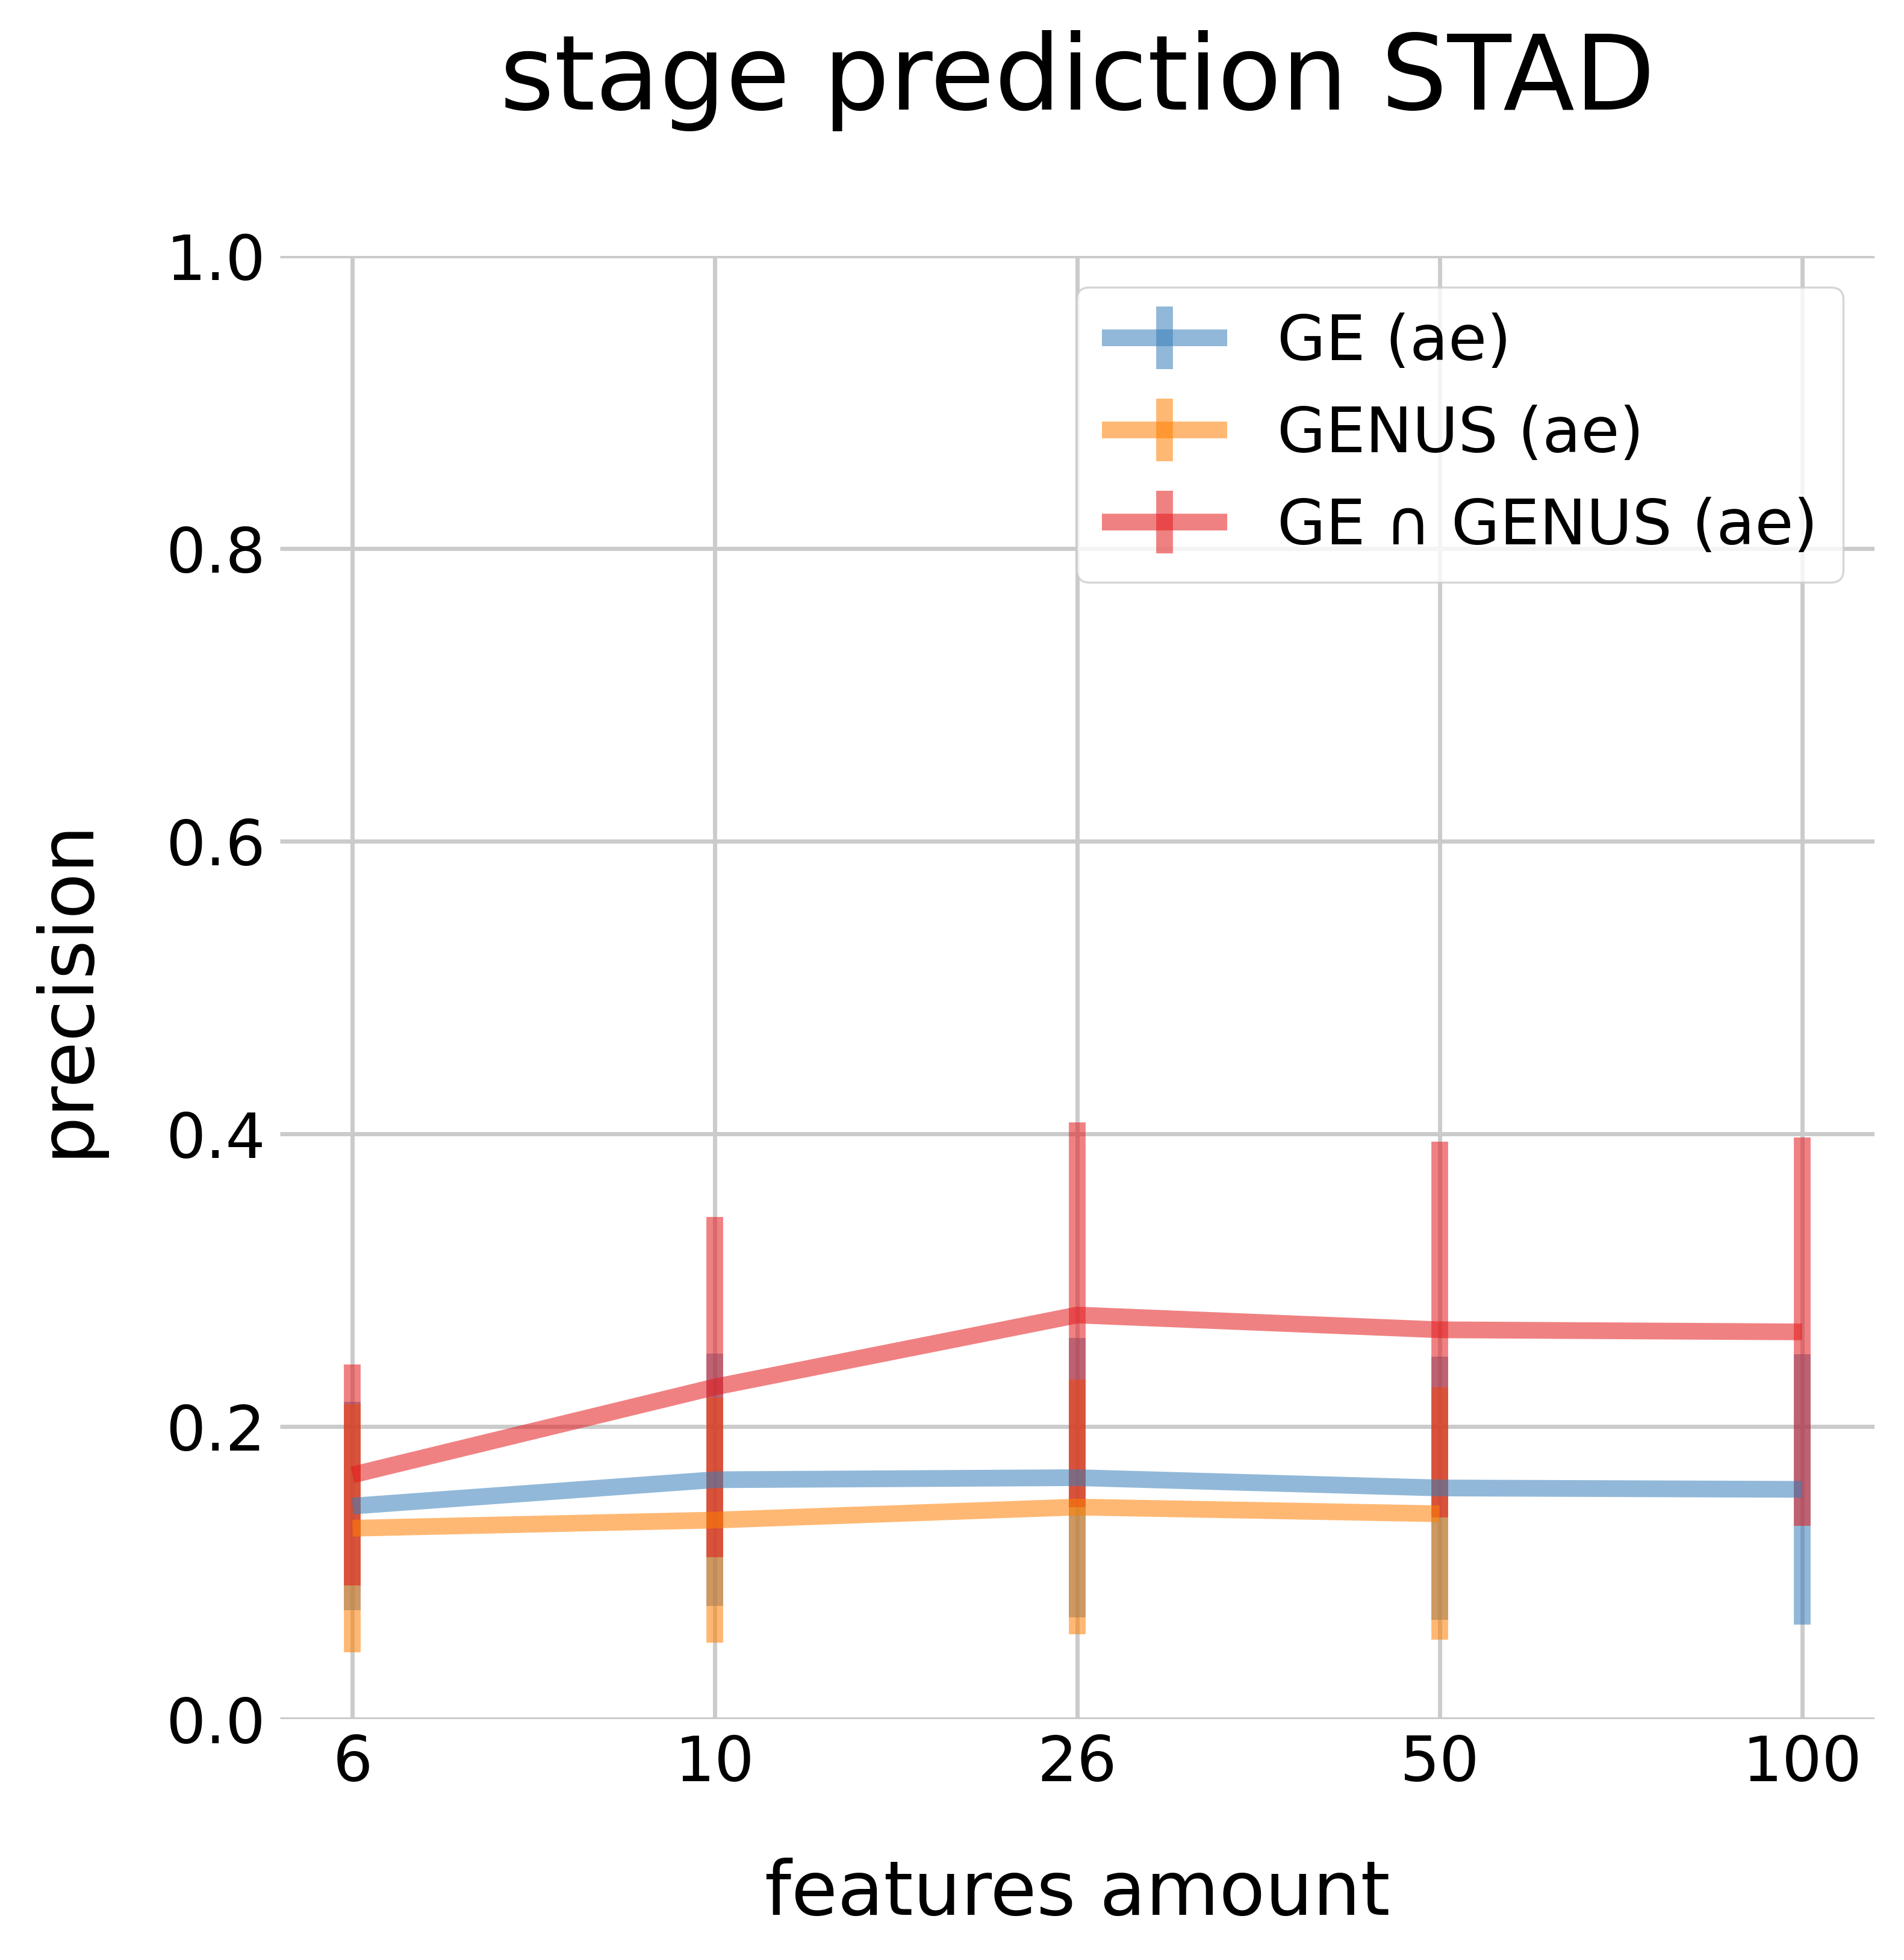 stage prediction STAD
1.0
0.8
0.6
0.4
0.2
0.0
precision
GE (ae)
GENUS (ae)
GE ∩ GENUS (ae)
6 10 26 50 100
features amount